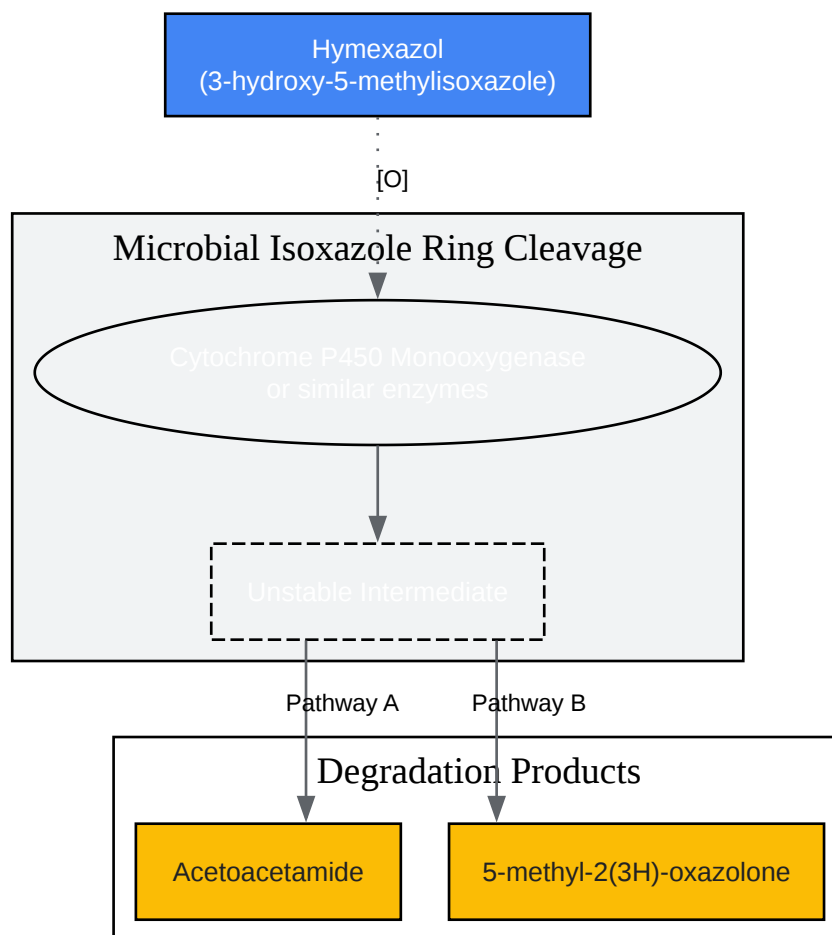 Hymexazol
(3-hydroxy-5-methylisoxazole)
[O]
Microbial Isoxazole Ring Cleavage
Cytochrome P450 Monooxygenase
or similar enzymes
Unstable Intermediate
Pathway A
Pathway B
Degradation Products
Acetoacetamide
5-methyl-2(3H)-oxazolone